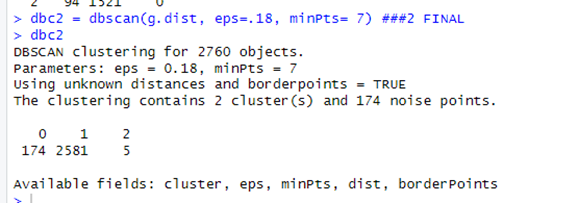 2 94 1521 0
> dbc2 = dbscan(g.dist, eps=.18, minPts= 7) ###2 FINAL
> dbc2
DBSCAN clustering for 2760 objects.
Parameters: eps = 0.18, minPts = 7
Using unknown distances and borderpoints = TRUE
The clustering contains 2 cluster(s) and 174 noise points.
0 1 2
174 2581 5
Available fields: cluster, eps, minPts, dist, borderPoints
>